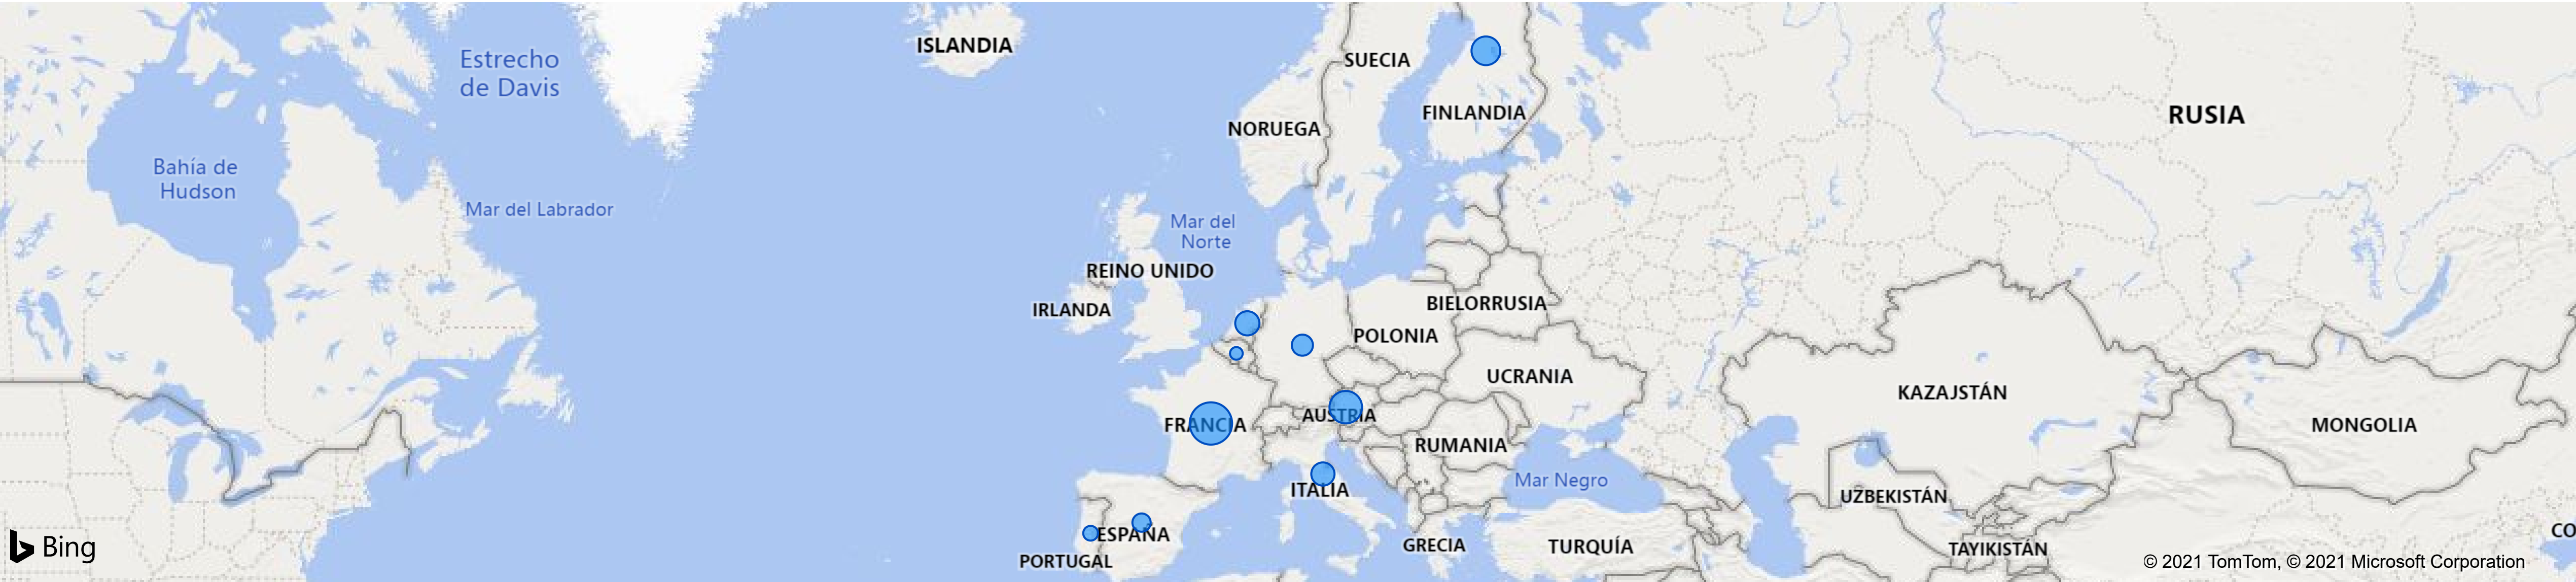 ISLANDIA
Estrecho
de Davis
SUECIA
FINLANDIA
RUSIA
NORUEGA
Bahía de
Hudson
Mar del Labrador
Mar del
Norte
REINO UNIDO
IRLANDA
BIELORRUSIA
POLONIA
UCRANIA
KAZAJSTÁN
AUSTRIA
FRANCIA
MONGOLIA
RUMANIA
Mar Negro
ITALIA
UZBEKISTÁN
ESPAÑA
CO
Bing
GRECIA
TURQUÍA
TAYIKISTÁN
PORTUGAL
© 2021 TomTom, © 2021 Microsoft Corporation